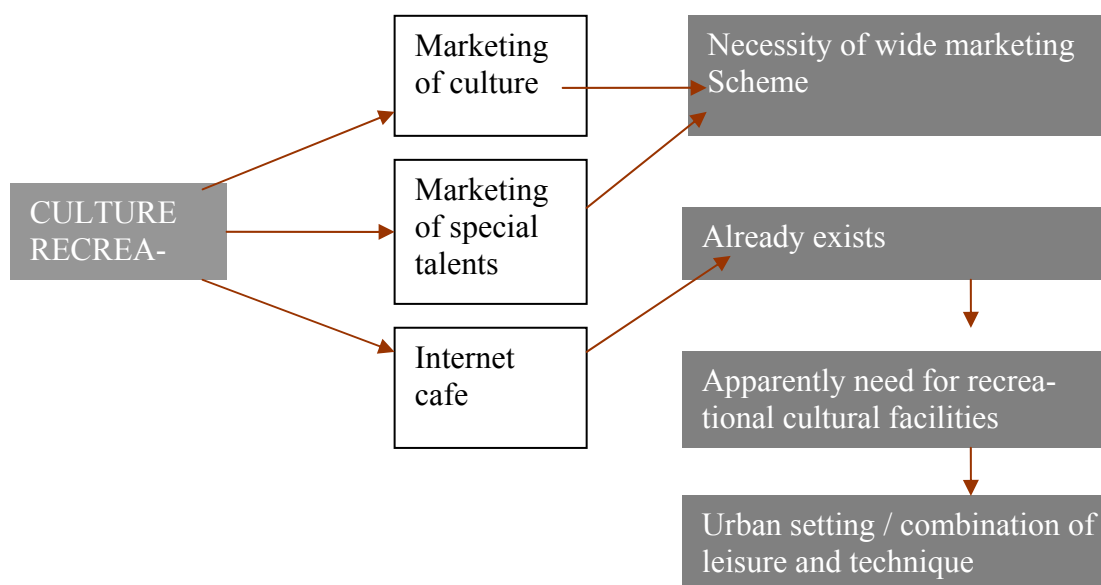 CULTURE
RECREA-
Marketing
of culture
Marketing
of special
talents
Internet
cafe
Necessity of wide marketing
Scheme
Already exists
Apparently need for recrea-
tional cultural facilities
Urban setting / combination of
leisure and technique